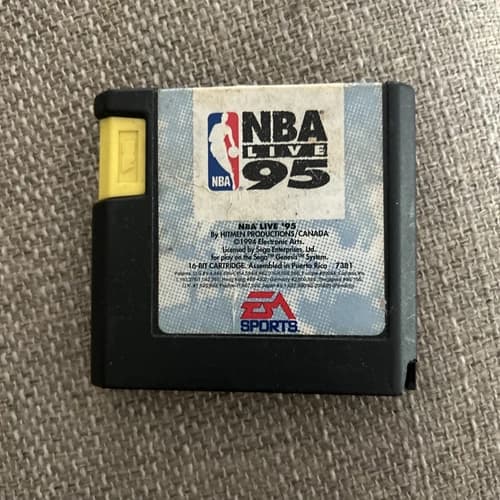 NBA
LIVE
95
NBA
NBA LIVE '95
By HITMEN PRODUCTIONS/CANADA
©1994 Electronic Arts.
Licensed by Sega Enterprises, Ltd.
for play on the Sega™ Genesis™ System.
16-BIT CARTRIDGE. Assembled in Puerto Rico 7381
EA
SPORTS